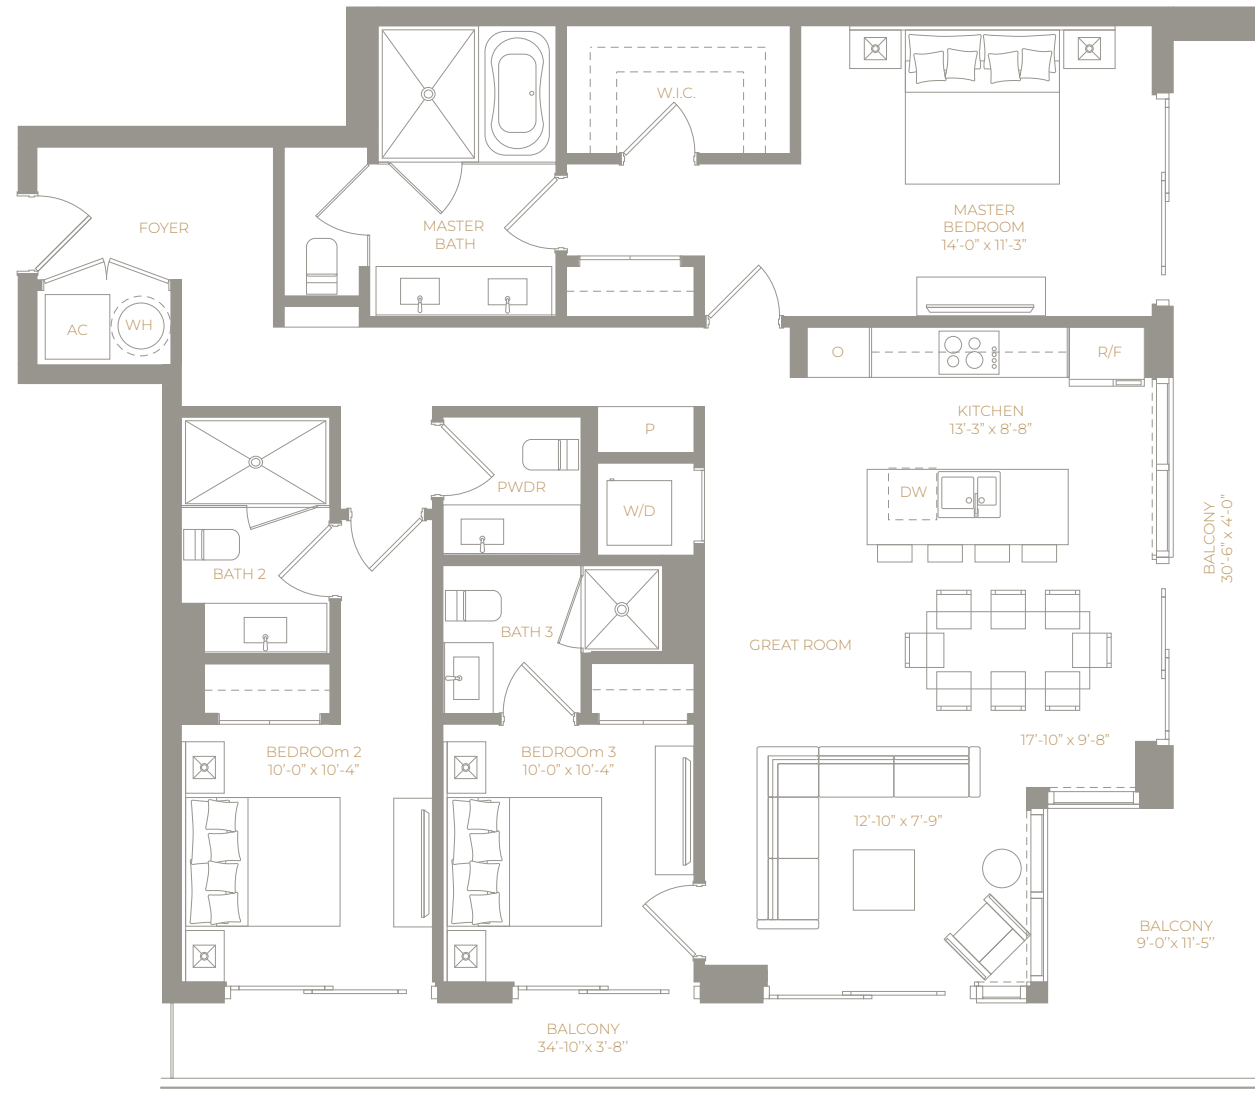 W.I.C.
MASTER
BEDROOM
14'-0" x 11'-3"
FOYER
MASTER
BATH
AC
WH
O
R/F
KITCHEN
13'-3" x 8'-8"
P
PWDR
W/D
DW
BALCONY
30'-6" x 4'-0"
BATH 2
BATH 3
GREAT ROOM
17'-10" x 9'-8"
BEDROOm 2
10'-0" x 10'-4"
BEDROOm 3
10'-0" x 10'-4"
12'-10" x 7'-9"
BALCONY
9'-0''x 11'-5''
BALCONY
34'-10''x 3'-8''